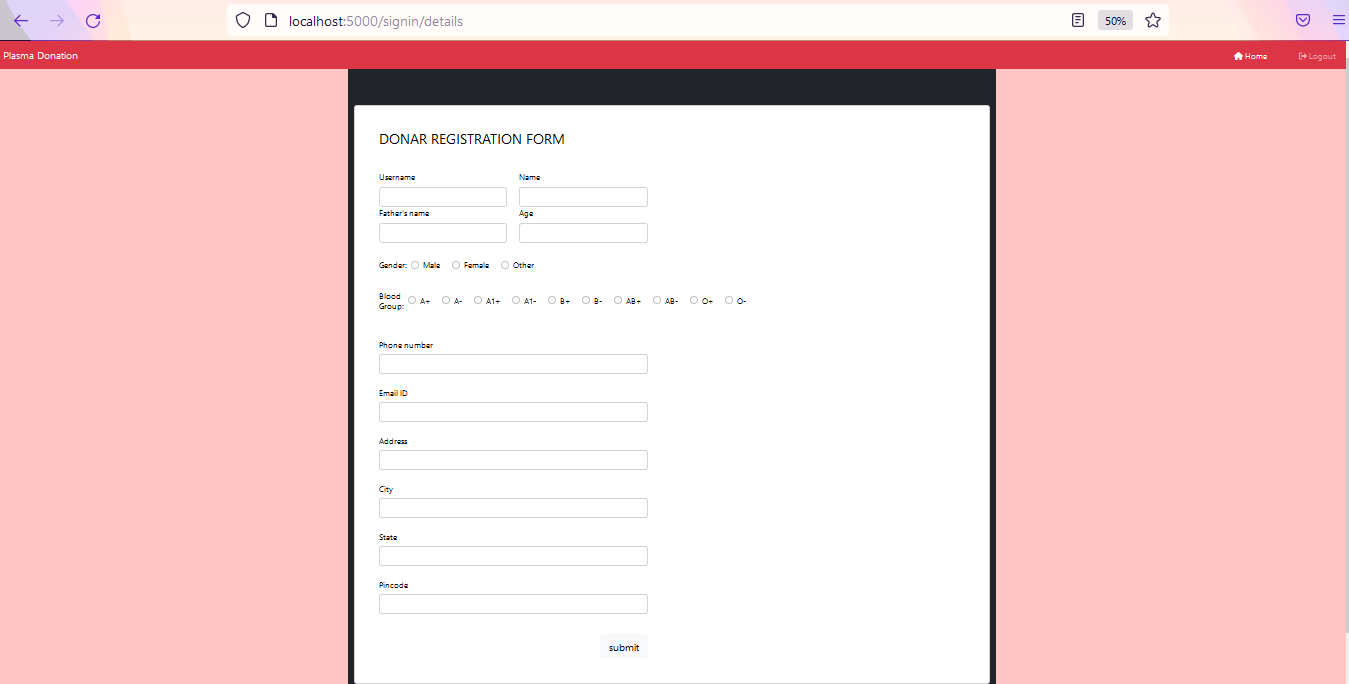 localhost:5000/signin/details 50%
Plasma Donation Home Logout
DONAR REGISTRATION FORM
Username Name
Father's name Age
Gender: Male Female Other
Blood Group: A+ A- A1+ A1- B+ B- AB+ AB- O+ O-
Phone number
Email ID
Address
City
State
Pincode
submit